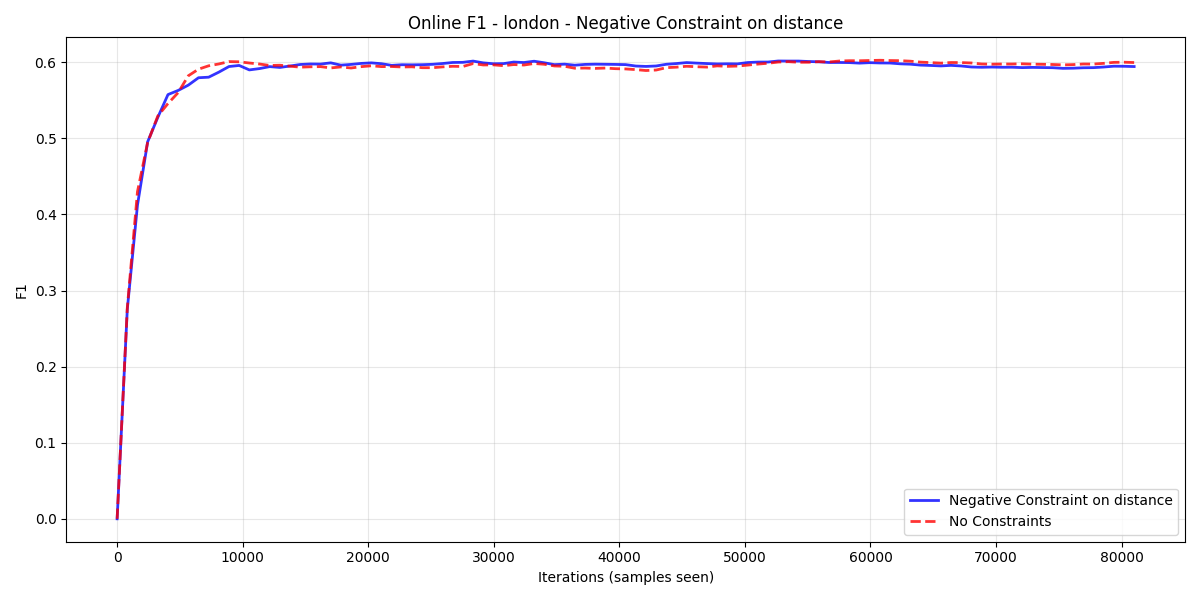 Online F1 - london - Negative Constraint on distance
F1
0.6
0.5
0.4
0.3
0.2
0.1
0.0
0 10000 20000 30000 40000 50000 60000 70000 80000
Iterations (samples seen)
Negative Constraint on distance
No Constraints